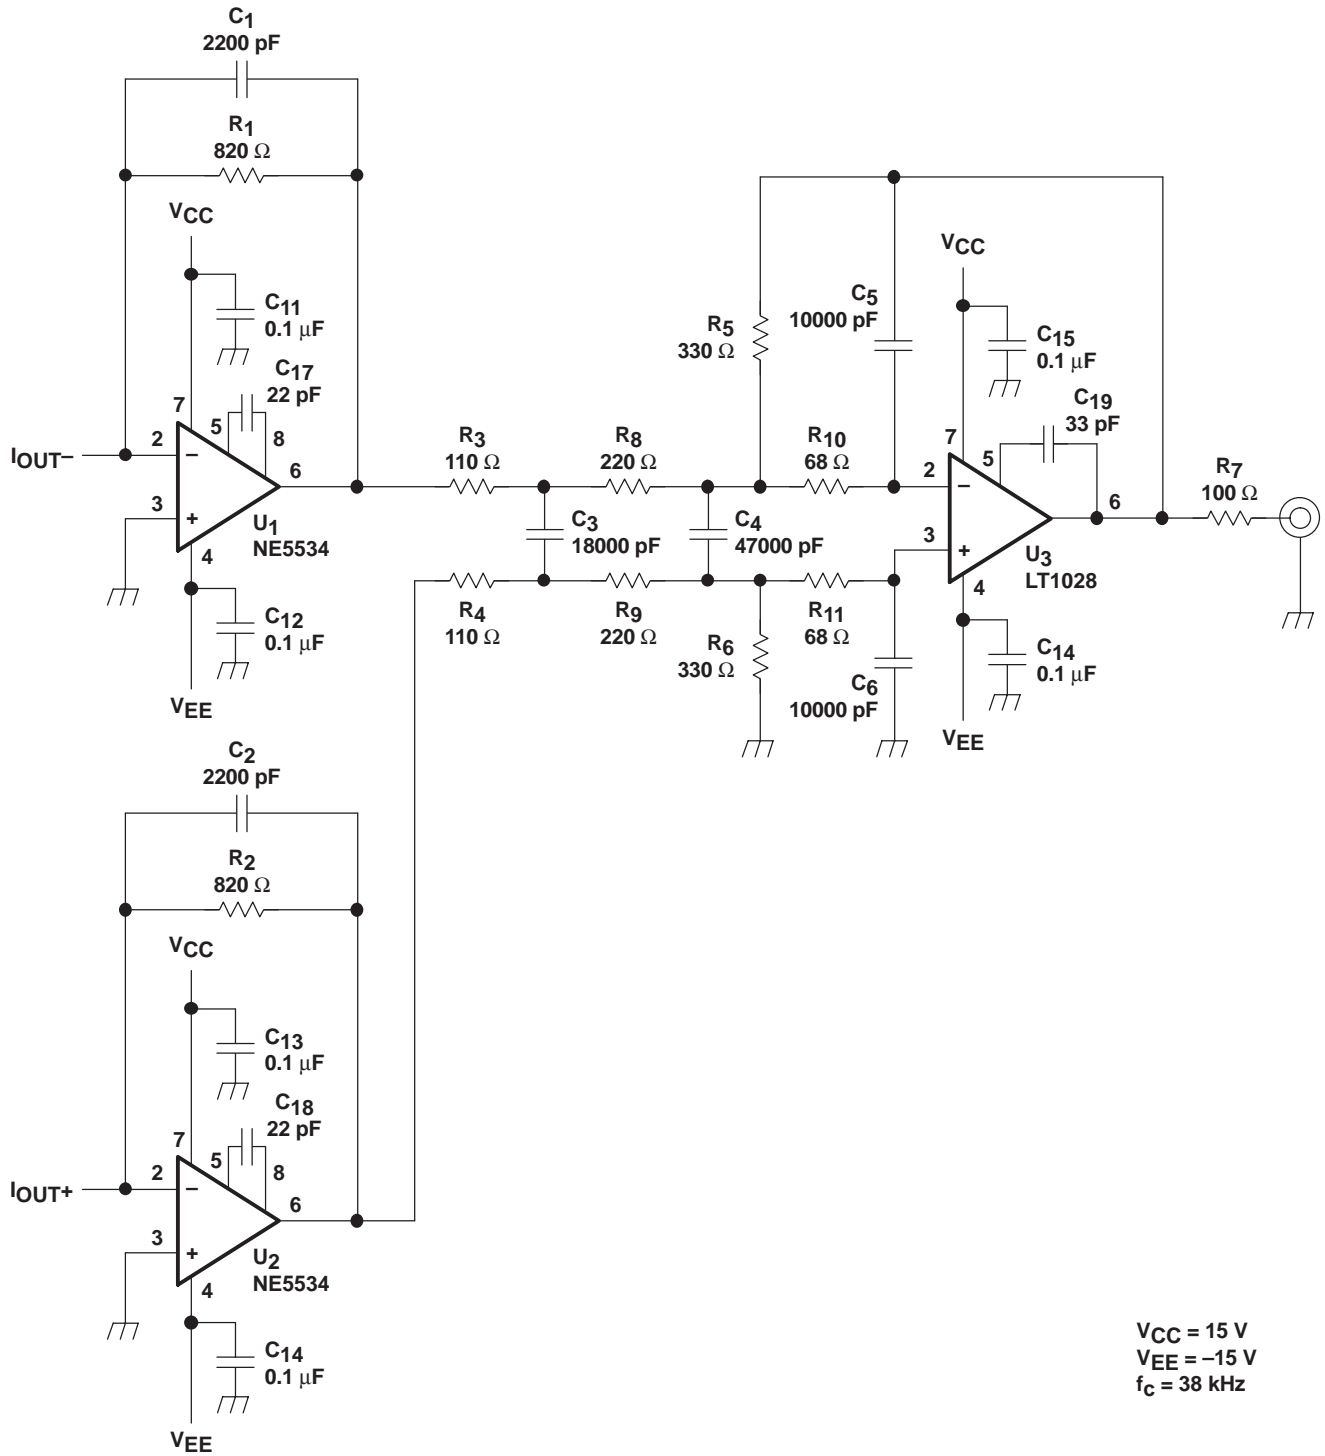 C1
2200 pF
R1
820 Ω
VCC
C11
0.1 μF
C17
22 pF
7
5
8
2
–
6
IOUT–
3
+
U1
NE5534
4
C12
0.1 μF
VEE
R3
110 Ω
R8
220 Ω
R10
68 Ω
C3
18000 pF
C4
47000 pF
R4
110 Ω
R9
220 Ω
R11
68 Ω
R5
330 Ω
C5
10000 pF
R6
330 Ω
C6
10000 pF
VCC
C15
0.1 μF
C19
33 pF
7
5
2
–
6
3
+
U3
LT1028
4
R7
100 Ω
C14
0.1 μF
VEE
C2
2200 pF
R2
820 Ω
VCC
C13
0.1 μF
C18
22 pF
7
5
8
2
–
6
IOUT+
3
+
U2
NE5534
4
C14
0.1 μF
VEE
VCC = 15 V
VEE = –15 V
fc = 38 kHz